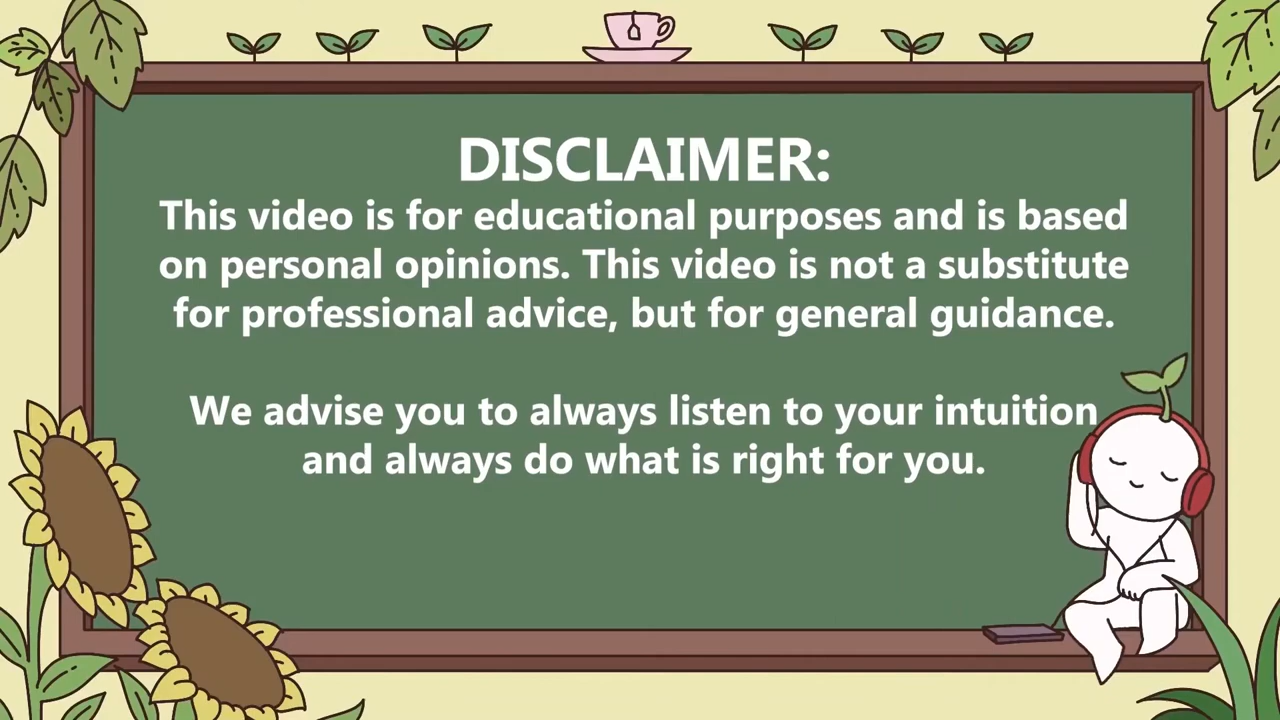 DISCLAIMER:
This video is for educational purposes and is based
on personal opinions. This video is not a substitute
for professional advice, but for general guidance.
We advise you to always listen to your intuition
and always do what is right for you.